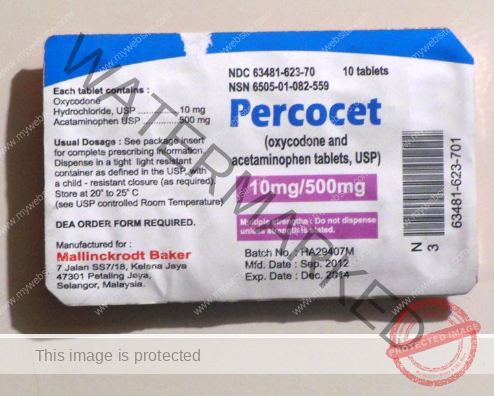 Each tablet contains :
Oxycodone
Hydrochloride, USP .......... 10 mg
Acetaminophen USP .......... 500 mg
Usual Dosage : See package insert
for complete prescribing information.
Dispense in a tight light resistant
container as defined in the USP, with
a child - resistant closure (as required).
Store at 20° to 25° C
(see USP controlled Room Temperature)
DEA ORDER FORM REQUIRED.
Manufactured for :
Mallinckrodt Baker
7 Jalan SS7/18, Kelana Jaya
47301 Petaling Jaya,
Selangor, Malaysia.
NDC 63481-623-70 10 tablets
NSN 6505-01-082-559
Percocet
(oxycodone and
acetaminophen tablets, USP)
10mg/500mg
Multiple strengths : Do not dispense
unless strength is stated.
Batch No : HA29407M
Mfd. Date : Sep. 2012
Exp. Date : Dec. 2014
N
3
63481-623-701
WATERMARKED
This image is protected
PROTECTED IMAGE
www.mywebsite.com